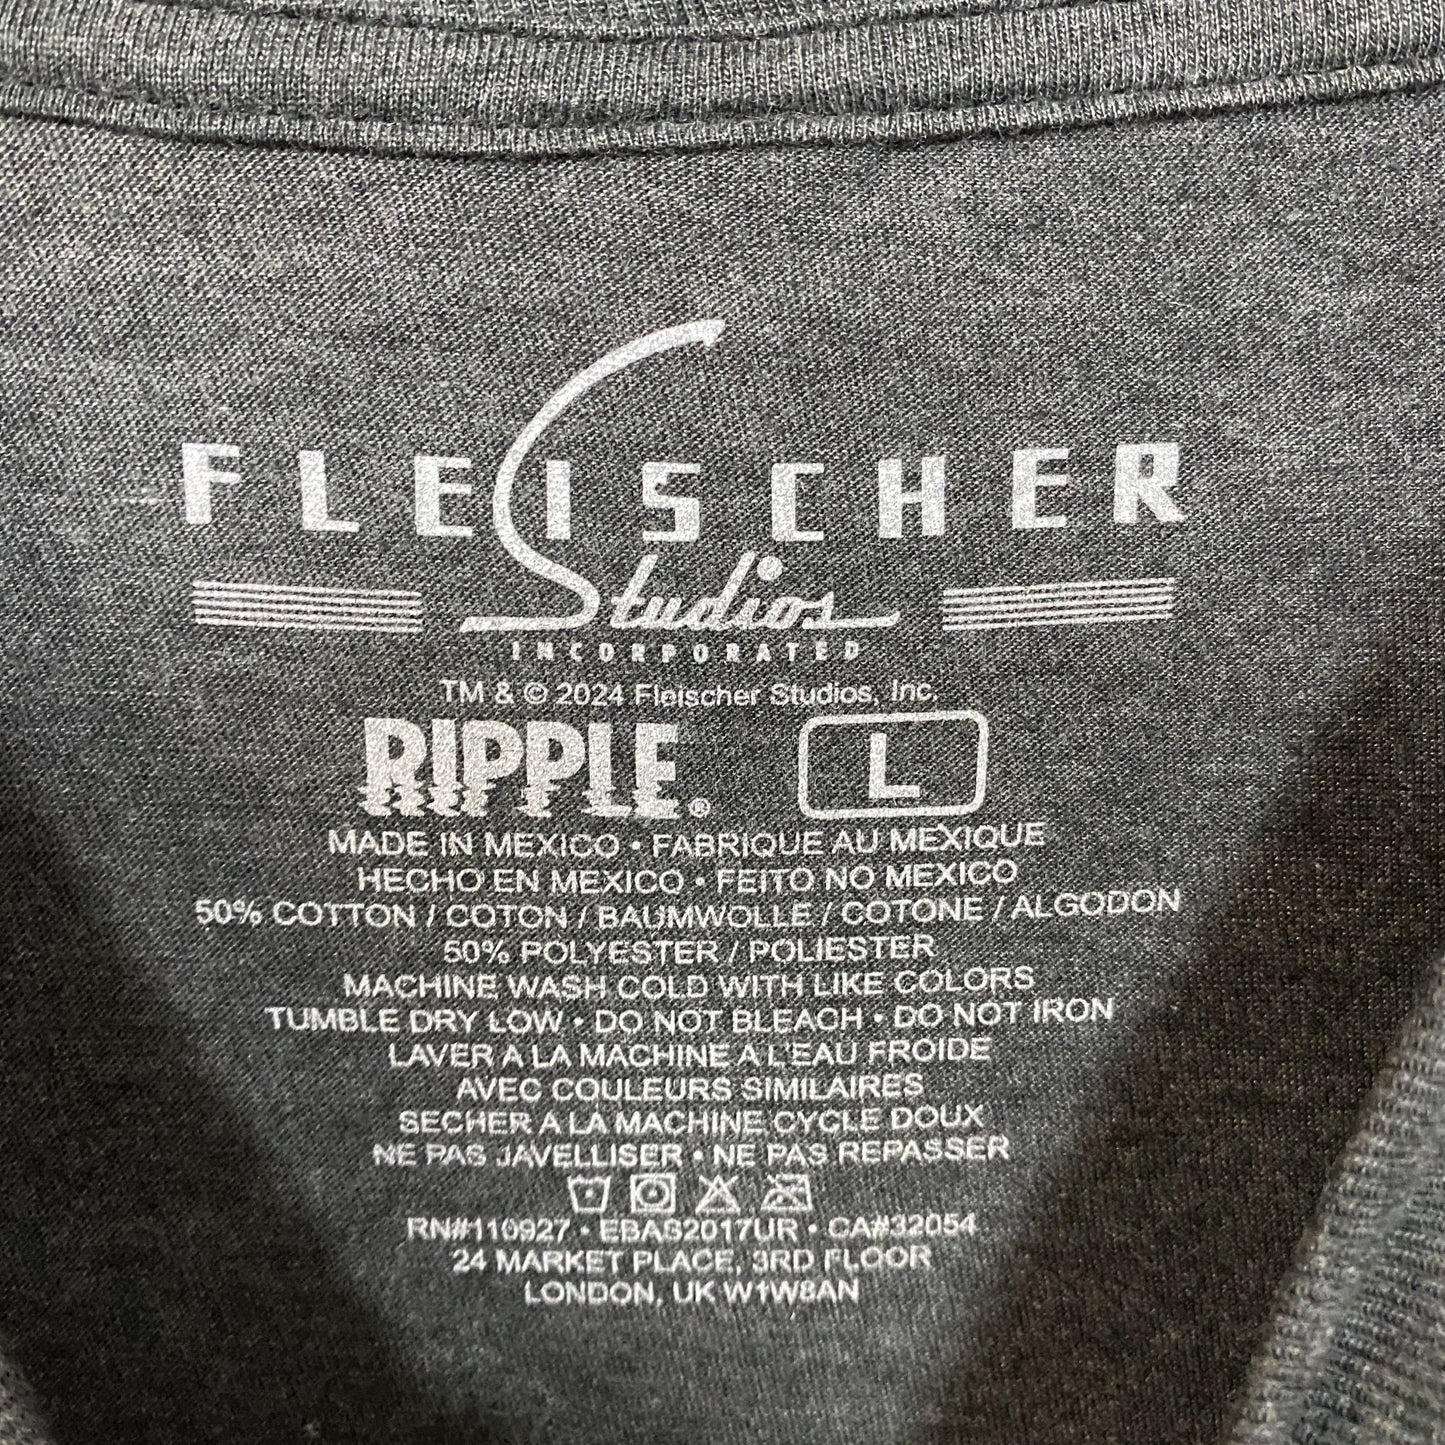 FLEISCHER
Studios
INCORPORATED
TM & © 2024 Fleischer Studios, Inc.
RIPPLE® L
MADE IN MEXICO • FABRIQUE AU MEXIQUE
HECHO EN MEXICO • FEITO NO MEXICO
50% COTTON / COTON / BAUMWOLLE / COTONE / ALGODON
50% POLYESTER / POLIESTER
MACHINE WASH COLD WITH LIKE COLORS
TUMBLE DRY LOW • DO NOT BLEACH • DO NOT IRON
LAVER A LA MACHINE A L'EAU FROIDE
AVEC COULEURS SIMILAIRES
SECHER A LA MACHINE CYCLE DOUX
NE PAS JAVELLISER • NE PAS REPASSER
RN#110927 • EBAS2017UR • CA#32054
24 MARKET PLACE, 3RD FLOOR
LONDON, UK W1W8AN